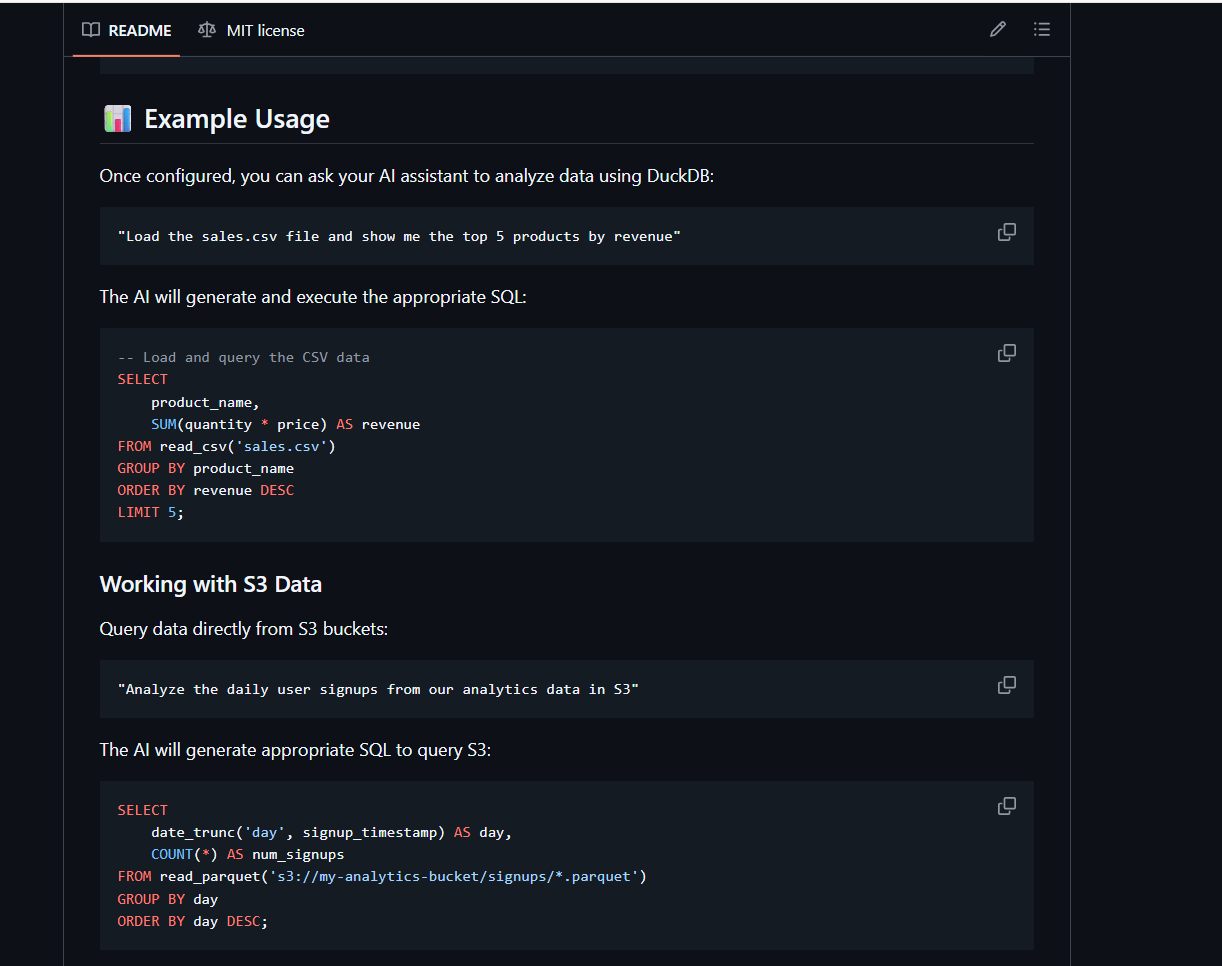 README MIT license
Example Usage
Once configured, you can ask your AI assistant to analyze data using DuckDB:
"Load the sales.csv file and show me the top 5 products by revenue"
The AI will generate and execute the appropriate SQL:
-- Load and query the CSV data
SELECT
    product_name,
    SUM(quantity * price) AS revenue
FROM read_csv('sales.csv')
GROUP BY product_name
ORDER BY revenue DESC
LIMIT 5;
Working with S3 Data
Query data directly from S3 buckets:
"Analyze the daily user signups from our analytics data in S3"
The AI will generate appropriate SQL to query S3:
SELECT
    date_trunc('day', signup_timestamp) AS day,
    COUNT(*) AS num_signups
FROM read_parquet('s3://my-analytics-bucket/signups/*.parquet')
GROUP BY day
ORDER BY day DESC;